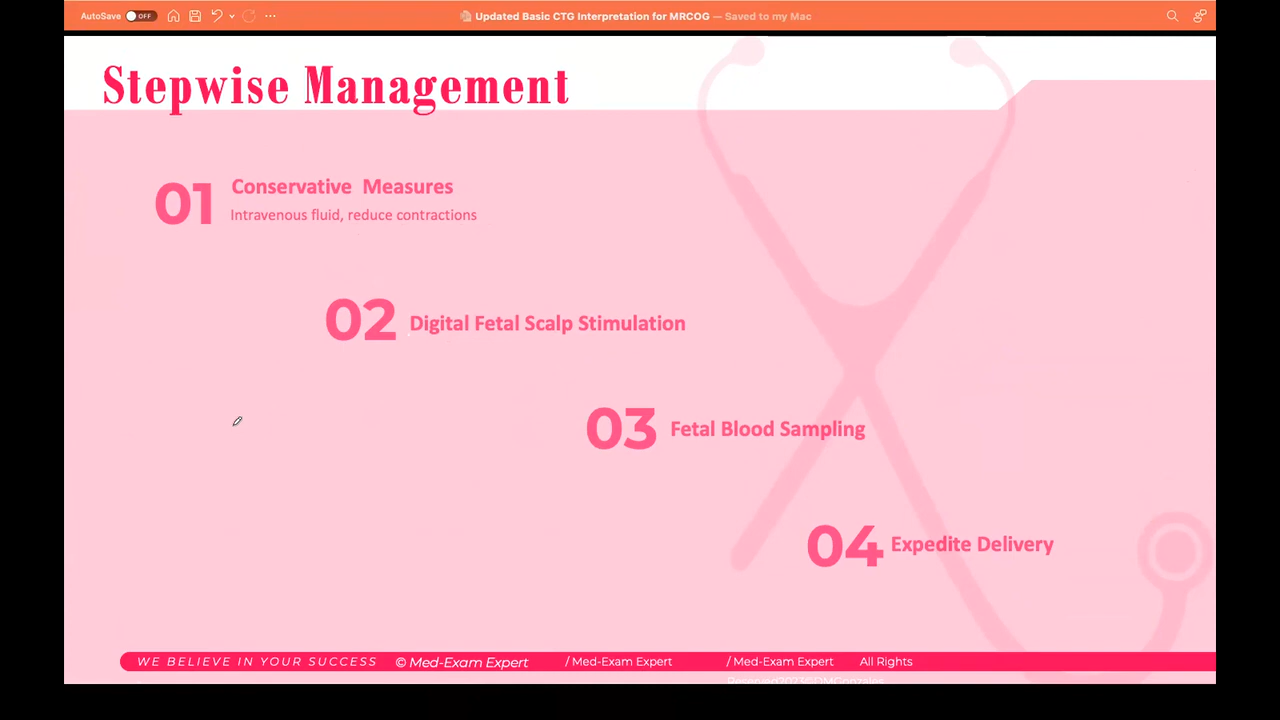 AutoSave OFF
Updated Basic CTG Interpretation for MRCOG — Saved to my Mac
Stepwise Management
01 Conservative Measures
Intravenous fluid, reduce contractions
02 Digital Fetal Scalp Stimulation
03 Fetal Blood Sampling
04 Expedite Delivery
WE BELIEVE IN YOUR SUCCESS © Med-Exam Expert / Med-Exam Expert / Med-Exam Expert All Rights
Reserved2023@DMGonzales